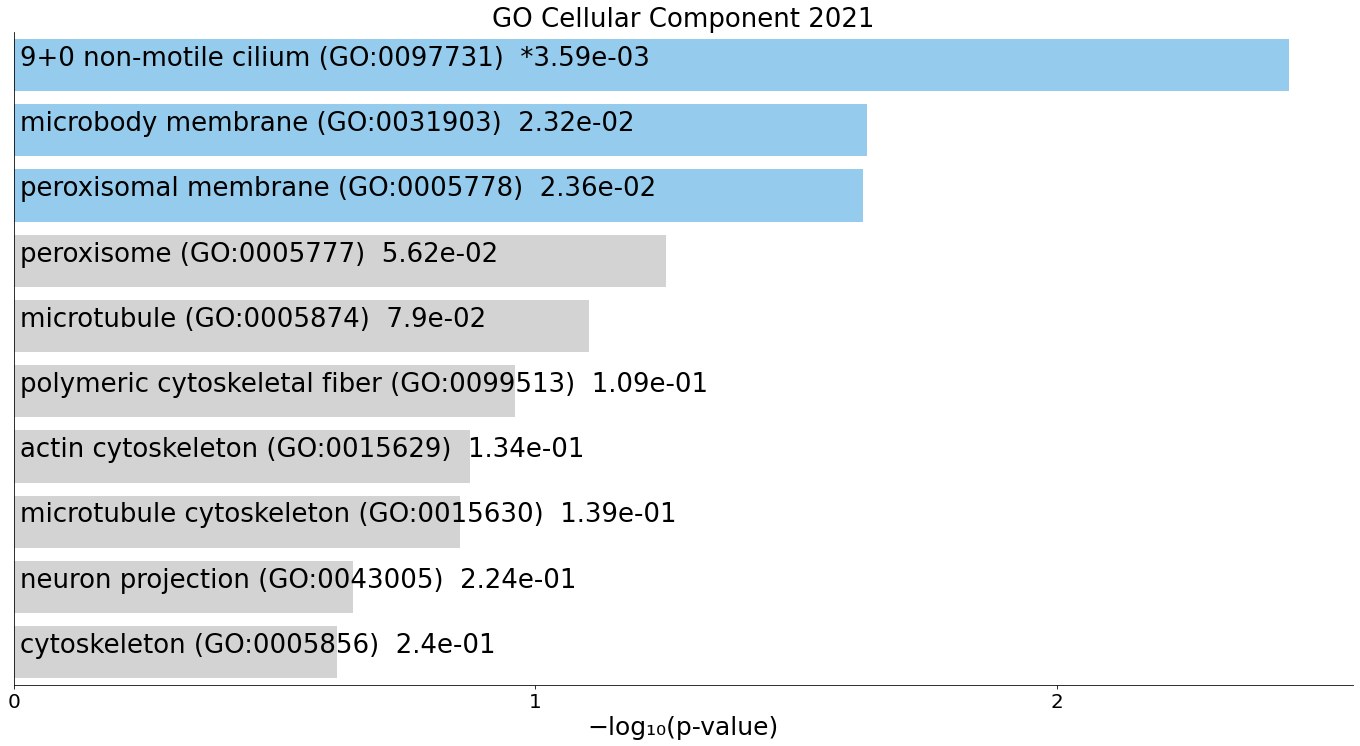 GO Cellular Component 2021
9+0 non-motile cilium (GO:0097731)  *3.59e-03
microbody membrane (GO:0031903)  2.32e-02
peroxisomal membrane (GO:0005778)  2.36e-02
peroxisome (GO:0005777)  5.62e-02
microtubule (GO:0005874)  7.9e-02
polymeric cytoskeletal fiber (GO:0099513)  1.09e-01
actin cytoskeleton (GO:0015629)  1.34e-01
microtubule cytoskeleton (GO:0015630)  1.39e-01
neuron projection (GO:0043005)  2.24e-01
cytoskeleton (GO:0005856)  2.4e-01
0 1 2
−log₁₀(p-value)